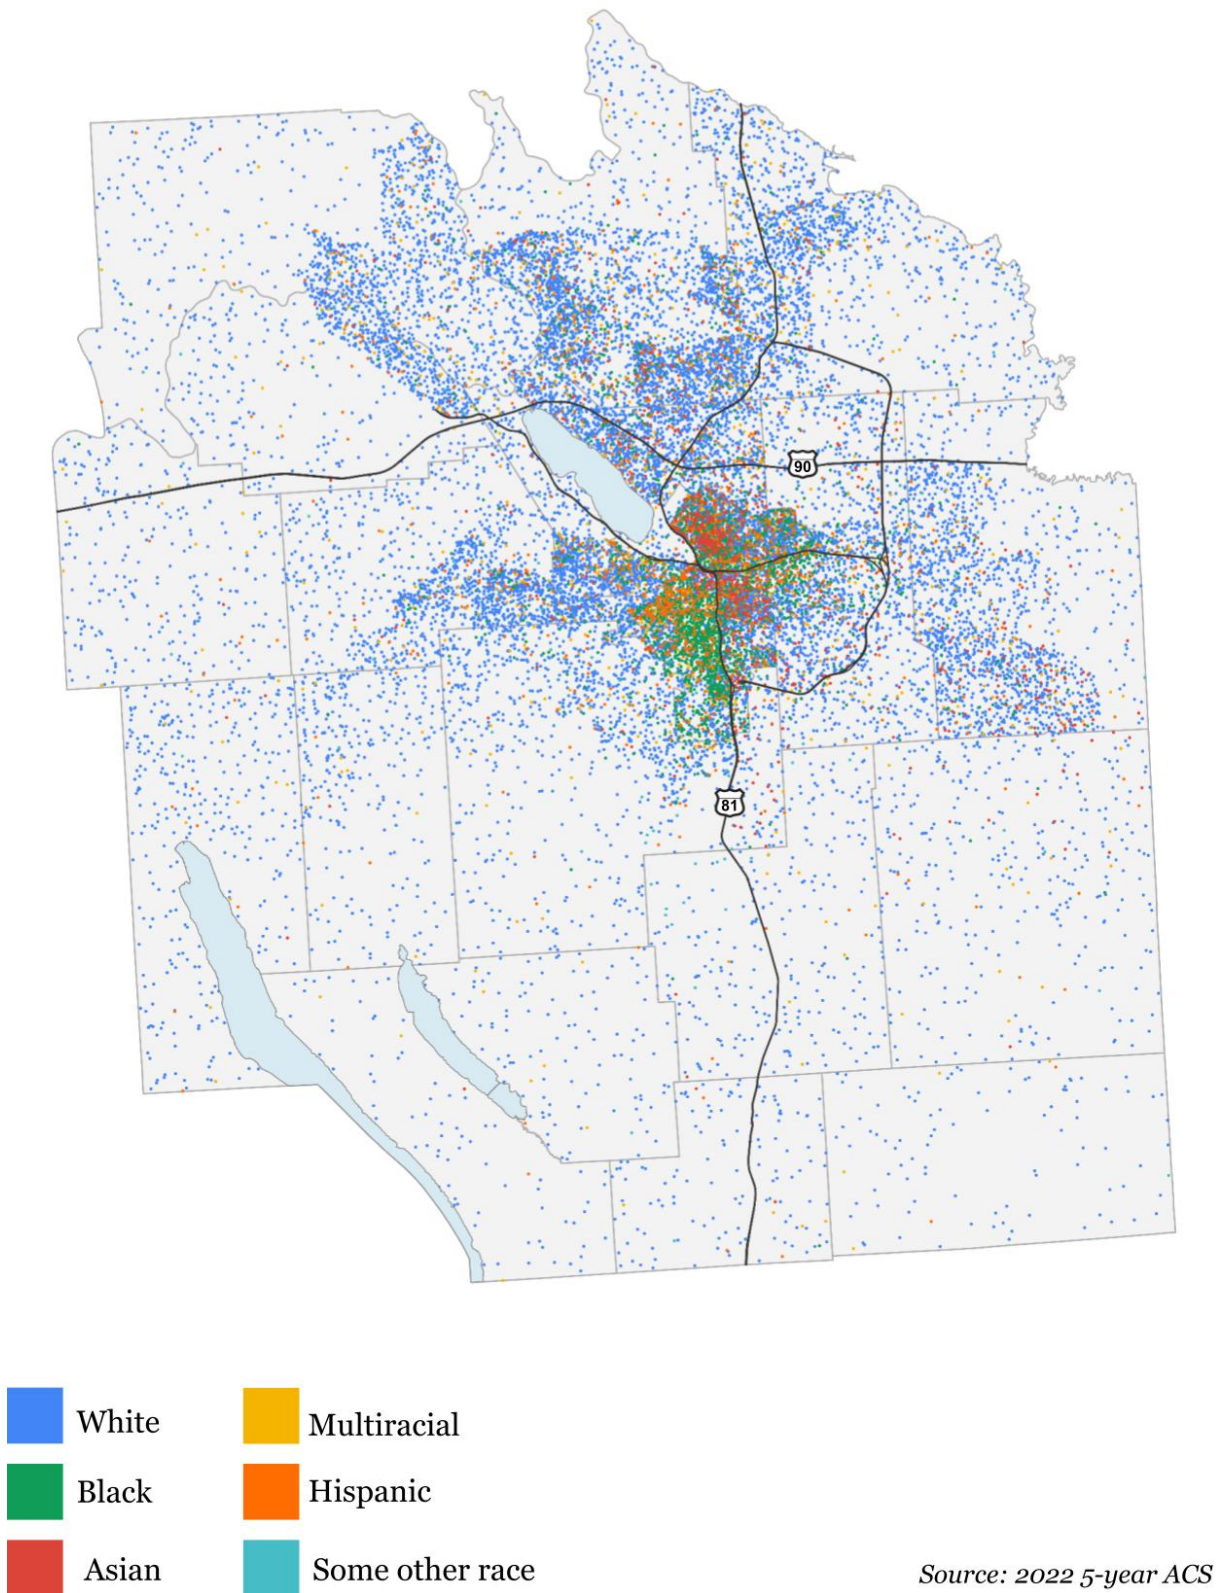 90
81
White
Multiracial
Black
Hispanic
Asian
Some other race
Source: 2022 5-year ACS